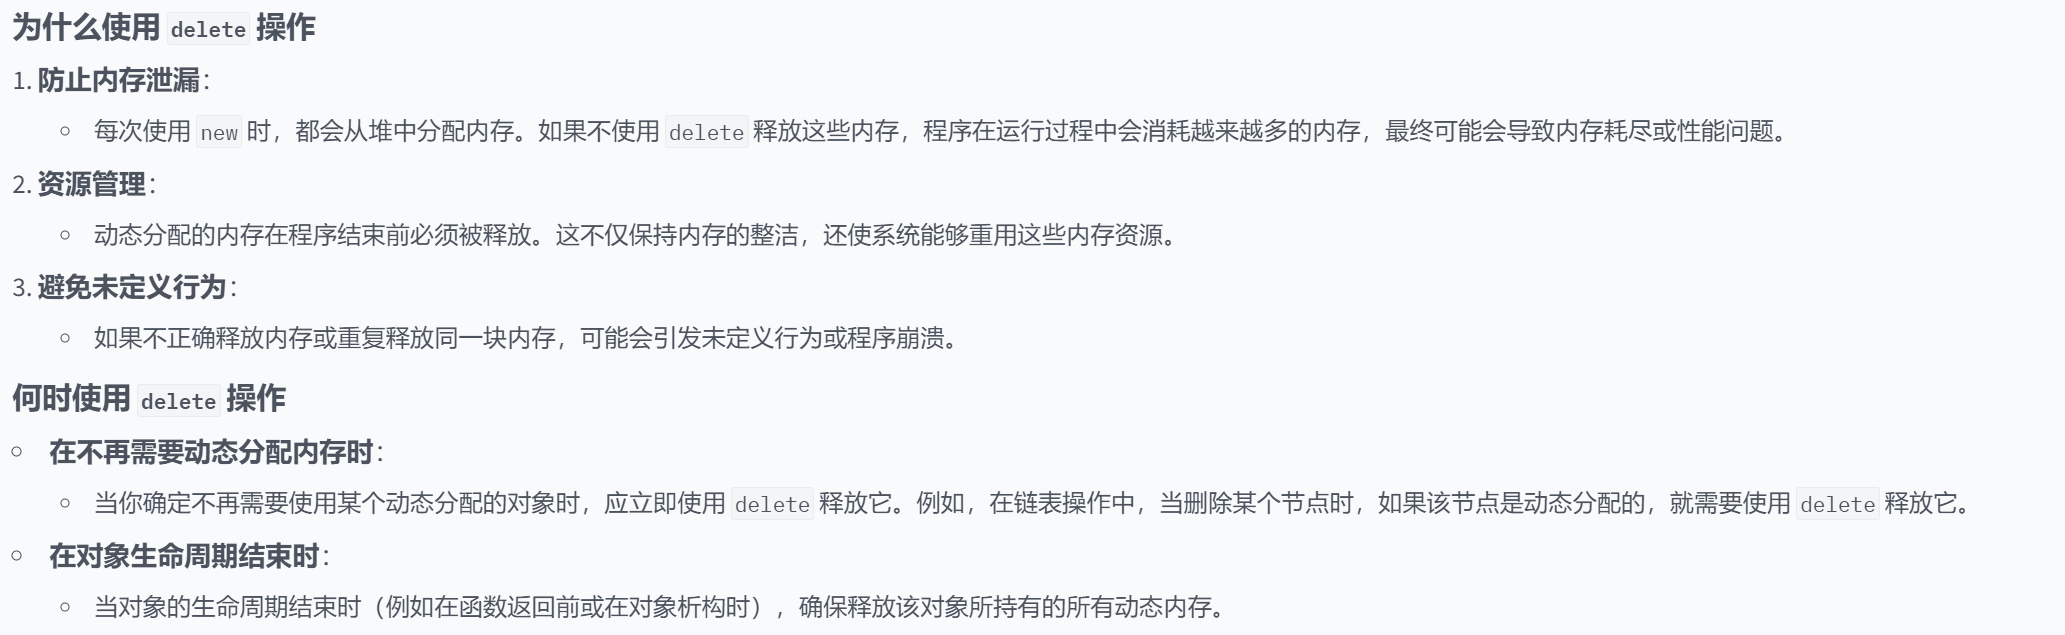 为什么使用 delete 操作
1. 防止内存泄漏：
○ 每次使用 new 时，都会从堆中分配内存。如果不使用 delete 释放这些内存，程序在运行过程中会消耗越来越多的内存，最终可能会导致内存耗尽或性能问题。
2. 资源管理：
○ 动态分配的内存在程序结束前必须被释放。这不仅保持内存的整洁，还使系统能够重用这些内存资源。
3. 避免未定义行为：
○ 如果不正确释放内存或重复释放同一块内存，可能会引发未定义行为或程序崩溃。
何时使用 delete 操作
○ 在不再需要动态分配内存时：
○ 当你确定不再需要使用某个动态分配的对象时，应立即使用 delete 释放它。例如，在链表操作中，当删除某个节点时，如果该节点是动态分配的，就需要使用 delete 释放它。
○ 在对象生命周期结束时：
○ 当对象的生命周期结束时（例如在函数返回前或在对象析构时），确保释放该对象所持有的所有动态内存。